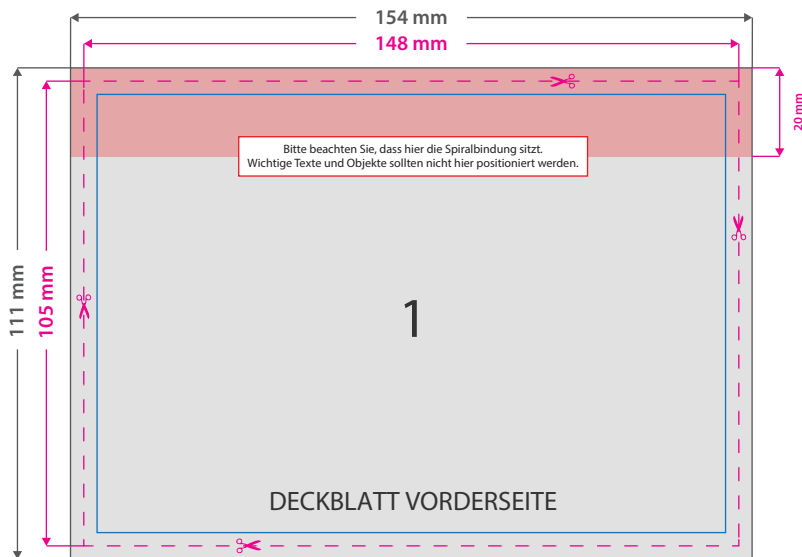 154 mm
148 mm
20 mm
Bitte beachten Sie, dass hier die Spiralbindung sitzt.
Wichtige Texte und Objekte sollten nicht hier positioniert werden.
111 mm
105 mm
1
DECKBLATT VORDERSEITE